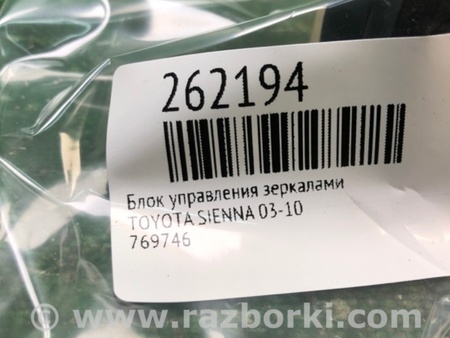 262194
Блок управления зеркалами
TOYOTA SIENNA 03-10
769746
www.razborki.com